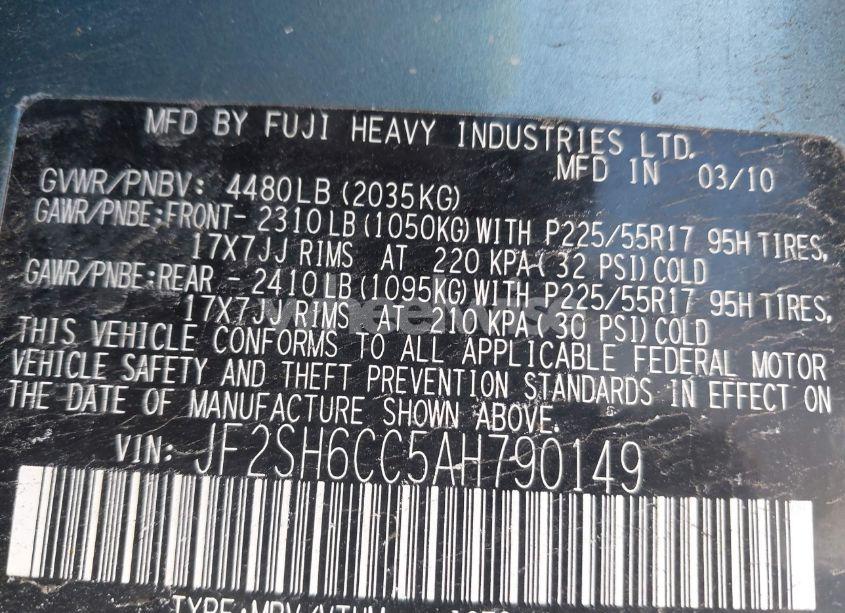 MFD BY FUJI HEAVY INDUSTRIES LTD.
MFD IN 03/10
GVWR/PNBV: 4480LB (2035KG)
GAWR/PNBE:FRONT- 2310LB(1050KG)WITH P225/55R17 95H TIRES,
17X7JJ RIMS AT 220 KPA( 32 PSI)COLD
GAWR/PNBE:REAR - 2410LB(1095KG)WITH P225/55R17 95H TIRES,
17X7JJ RIMS AT 210 KPA( 30 PSI)COLD
THIS VEHICLE CONFORMS TO ALL APPLICABLE FEDERAL MOTOR
VEHICLE SAFETY AND THEFT PREVENTION STANDARDS IN EFFECT ON
THE DATE OF MANUFACTURE SHOWN ABOVE.
VIN: JF2SH6CC5AH790149
TYPE:MPV/VTUM